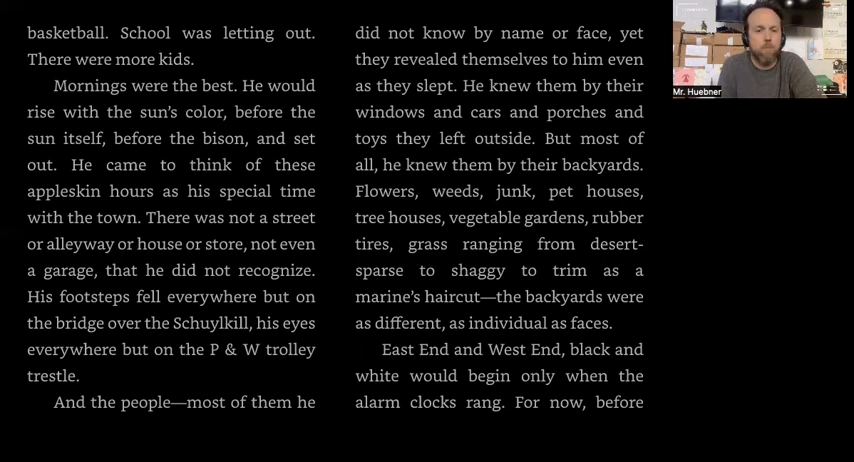 basketball. School was letting out.
There were more kids.
Mornings were the best. He would
rise with the sun's color, before the
sun itself, before the bison, and set
out. He came to think of these
appleskin hours as his special time
with the town. There was not a street
or alleyway or house or store, not even
a garage, that he did not recognize.
His footsteps fell everywhere but on
the bridge over the Schuylkill, his eyes
everywhere but on the P & W trolley
trestle.
And the people—most of them he
did not know by name or face, yet
they revealed themselves to him even
as they slept. He knew them by their
windows and cars and porches and
toys they left outside. But most of
all, he knew them by their backyards.
Flowers, weeds, junk, pet houses,
tree houses, vegetable gardens, rubber
tires, grass ranging from desert-
sparse to shaggy to trim as a
marine's haircut—the backyards were
as different, as individual as faces.
East End and West End, black and
white would begin only when the
alarm clocks rang. For now, before
Mr. Huebner